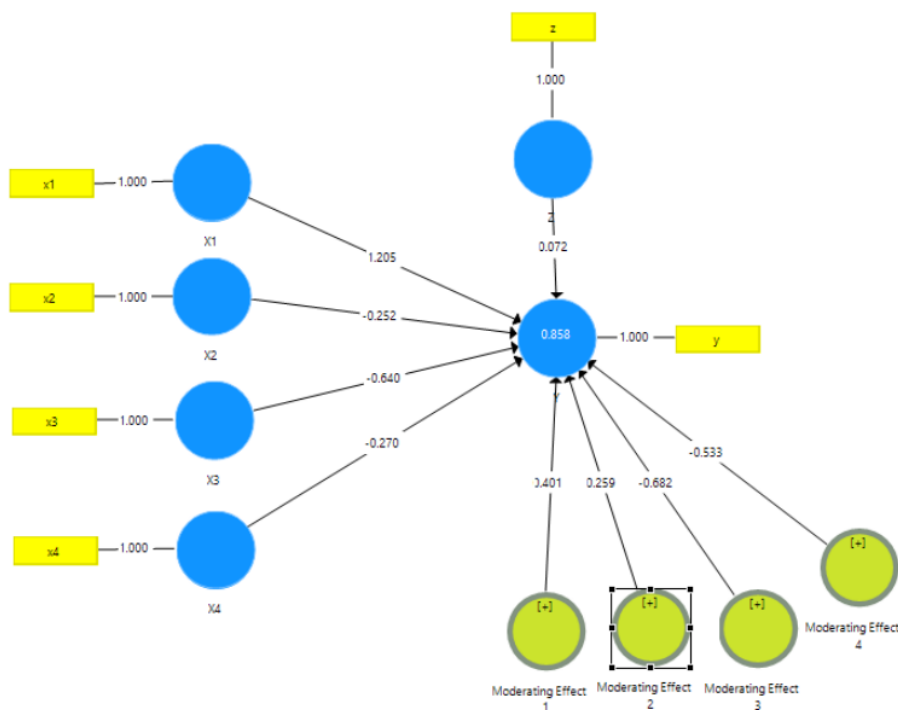 z
1.000
Z
0.072
x1
1.000
X1
1.205
x2
1.000
X2
-0.252
0.858
1.000
y
Y
x3
1.000
X3
-0.640
x4
1.000
X4
-0.270
0.401
0.259
-0.682
-0.533
[+]
Moderating Effect
1
[+]
Moderating Effect
2
[+]
Moderating Effect
3
[+]
Moderating Effect
4